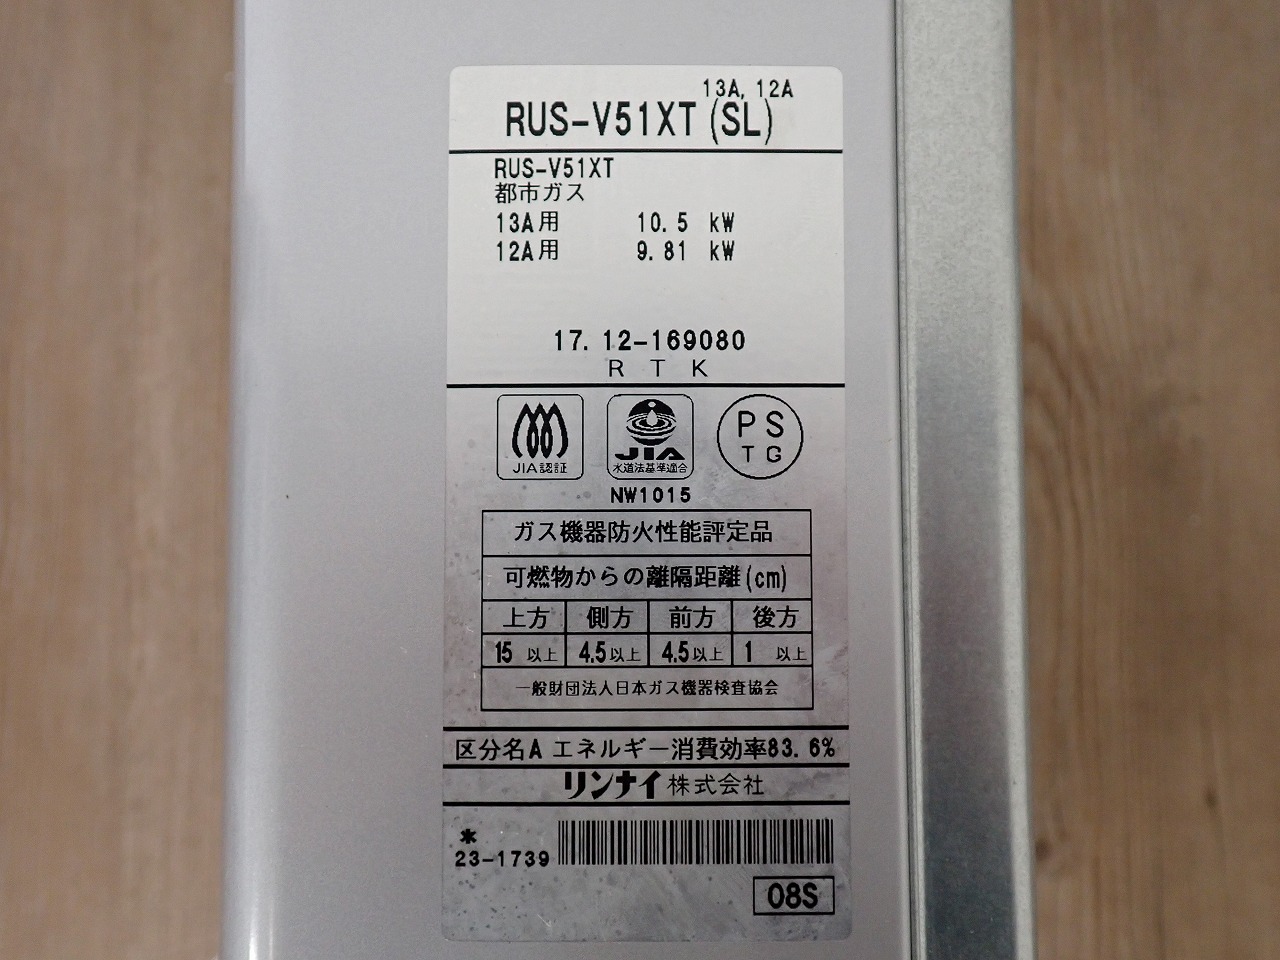 13A, 12A
RUS-V51XT (SL)
RUS-V51XT
都市ガス
13A用 10.5 kW
12A用 9.81 kW
17. 12-169080
R T K
JIA認証
JIA
水道法基準適合
PS
TG
NW1015
ガス機器防火性能評定品
可燃物からの離隔距離(cm)
上方 側方 前方 後方
15 以上 4.5以上 4.5以上 1 以上
一般財団法人日本ガス機器検査協会
区分名A エネルギー消費効率83.6%
リンナイ株式会社
*
23-1739
08S